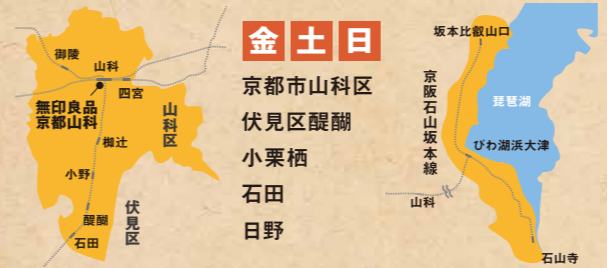 御陵
山科
四宮
無印良品
京都山科
山科区
椥辻
小野
醍醐
石田
伏見区
金土日
京都市山科区
伏見区醍醐
小栗栖
石田
日野
坂本比叡山口
京阪石山坂本線
琵琶湖
びわ湖浜大津
山科
石山寺